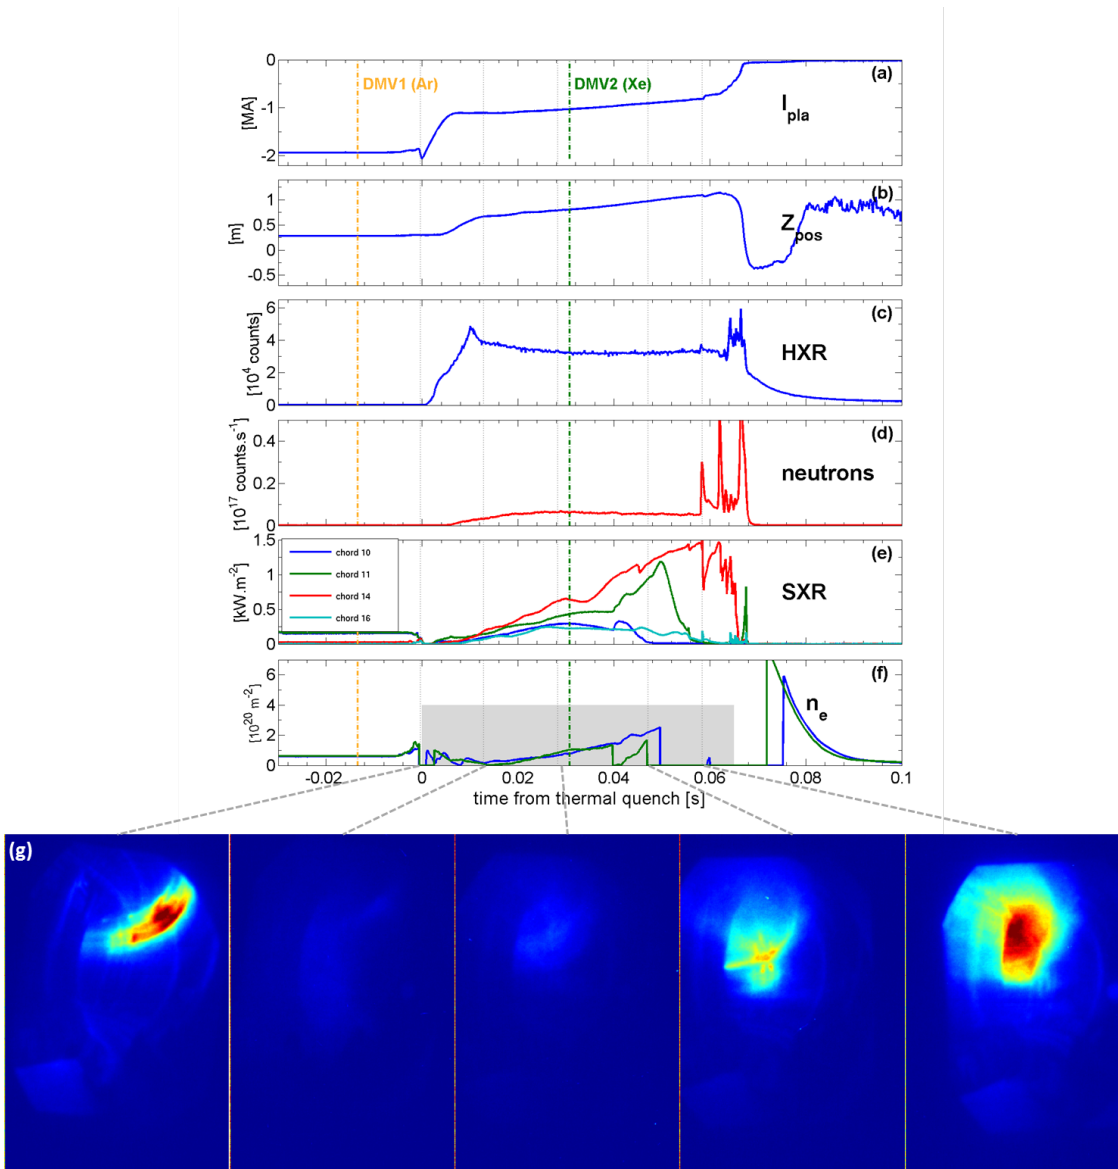 0
-1
-2
[MA]
DMV1 (Ar)
DMV2 (Xe)
(a)
I_pla
1
0.5
0
-0.5
[m]
(b)
Z_pos
6
4
2
0
[10^4 counts]
(c)
HXR
0.4
0.2
0
[10^17 counts.s^-1]
(d)
neutrons
1.5
1
0.5
0
[kW.m^-2]
chord 10
chord 11
chord 14
chord 16
(e)
SXR
6
4
2
0
[10^20 m^-2]
(f)
n_e
-0.02 0 0.02 0.04 0.06 0.08 0.1
time from thermal quench [s]
(g)